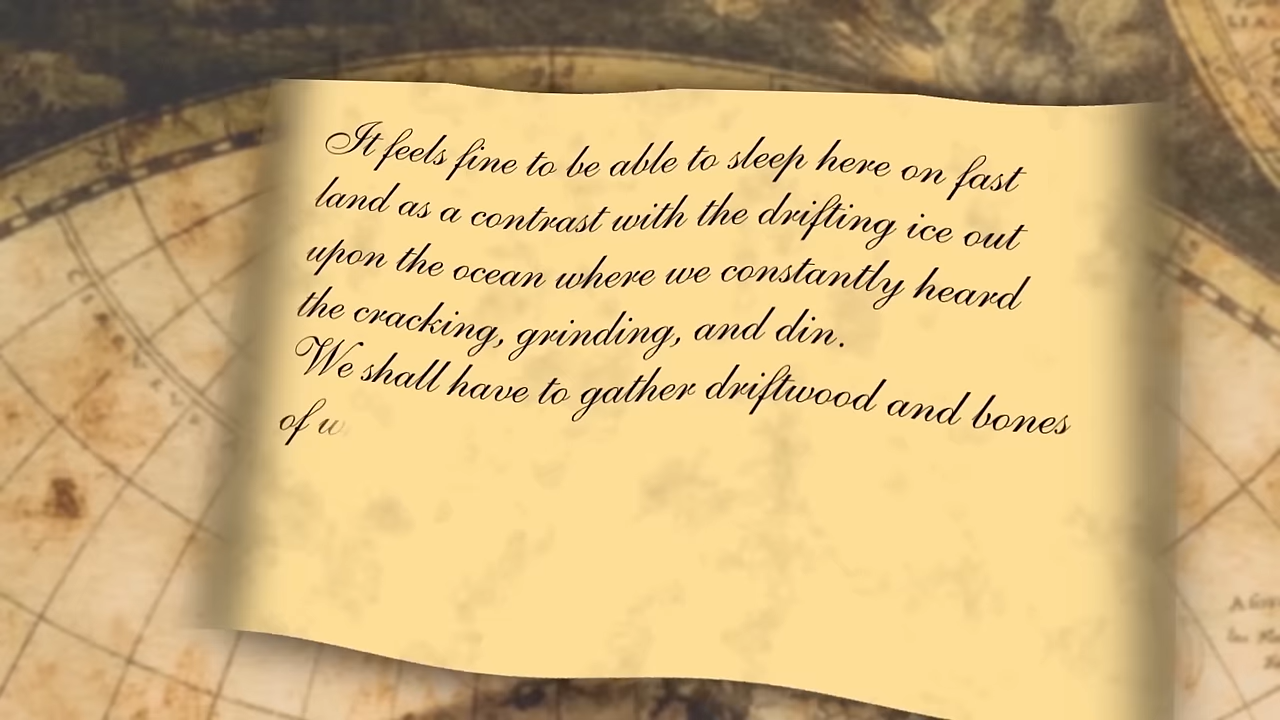 It feels fine to be able to sleep here on fast
land as a contrast with the drifting ice out
upon the ocean where we constantly heard
the cracking, grinding, and din.
We shall have to gather driftwood and bones
of